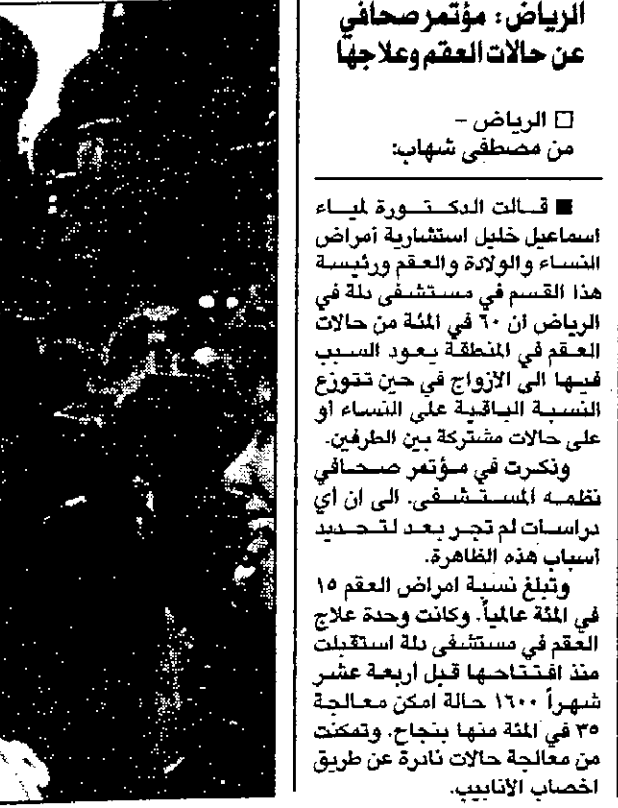 الرياض: مؤتمر صحافي
عن حالات العقم وعلاجها
□ الرياض –
من مصطفى شهاب:
■ قالت الدكتورة لمياء
اسماعيل خليل استشارية أمراض
النساء والولادة والعقم ورئيسة
هذا القسم في مستشفى دلة في
الرياض ان ٦٠ في المئة من حالات
العقم في المنطقة يعود السبب
فيها الى الازواج في حين تتوزع
النسبة الباقية على النساء أو
على حالات مشتركة بين الطرفين.
وذكرت في مؤتمر صحافي
نظمه المستشفى. الى ان أي
دراسات لم تجر بعد لتحديد
أسباب هذه الظاهرة.
وتبلغ نسبة امراض العقم ١٥
في المئة عالمياً. وكانت وحدة علاج
العقم في مستشفى دلة استقبلت
منذ افتتاحها قبل أربعة عشر
شهراً ١٦٠٠ حالة امكن معالجة
٣٥ في المئة منها بنجاح. وتمكنت
من معالجة حالات نادرة عن طريق
اخصاب الأنابيب.